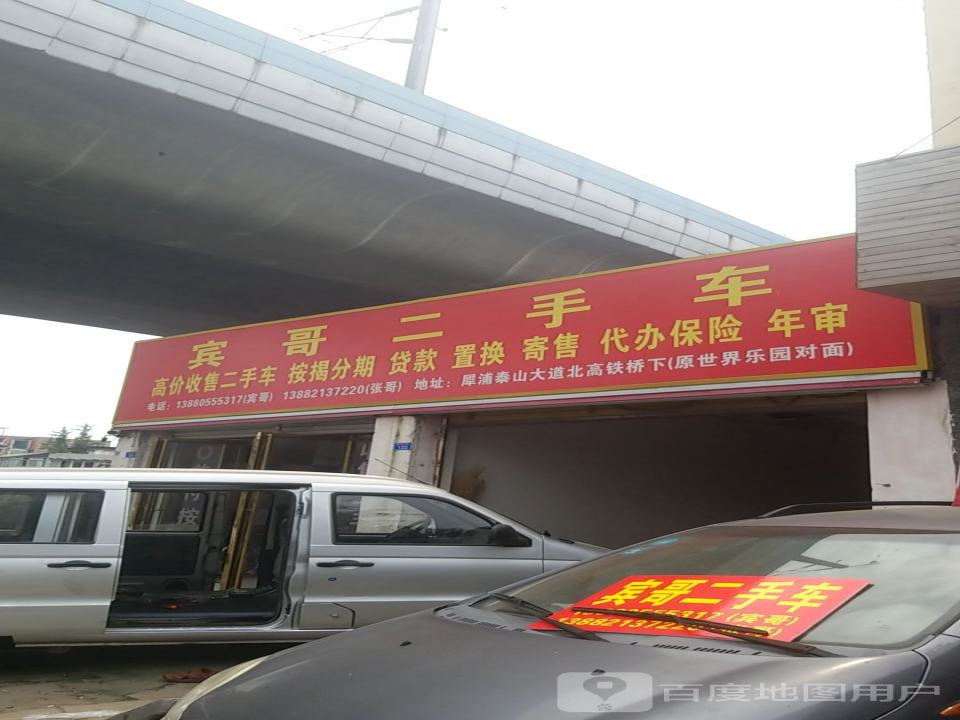 宾哥二手车
高价收售二手车 按揭分期 贷款 置换 寄售 代办保险 年审
电话：13880555317(宾哥) 13882137220(张哥) 地址：犀浦泰山大道北高铁桥下(原世界乐园对面)
宾哥二手车
(宾哥)
百度地图用户